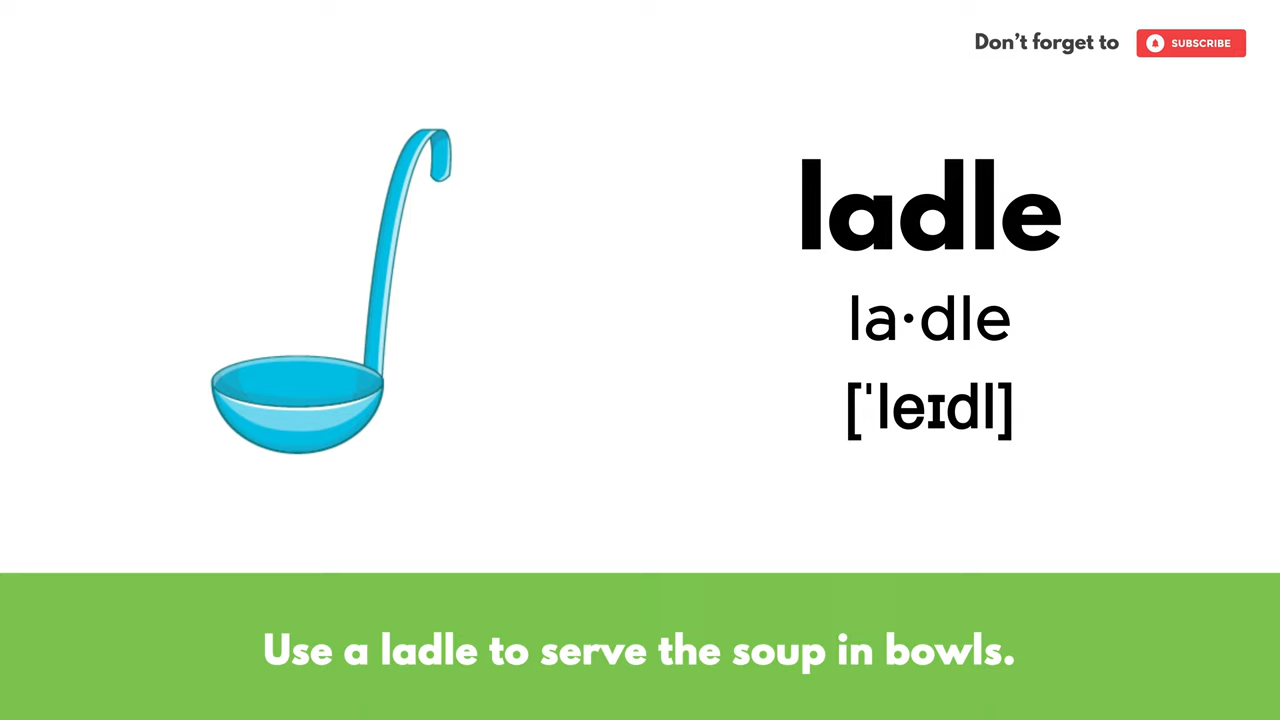 Don't forget to SUBSCRIBE
ladle
la·dle
[ˈleɪdl]
Use a ladle to serve the soup in bowls.